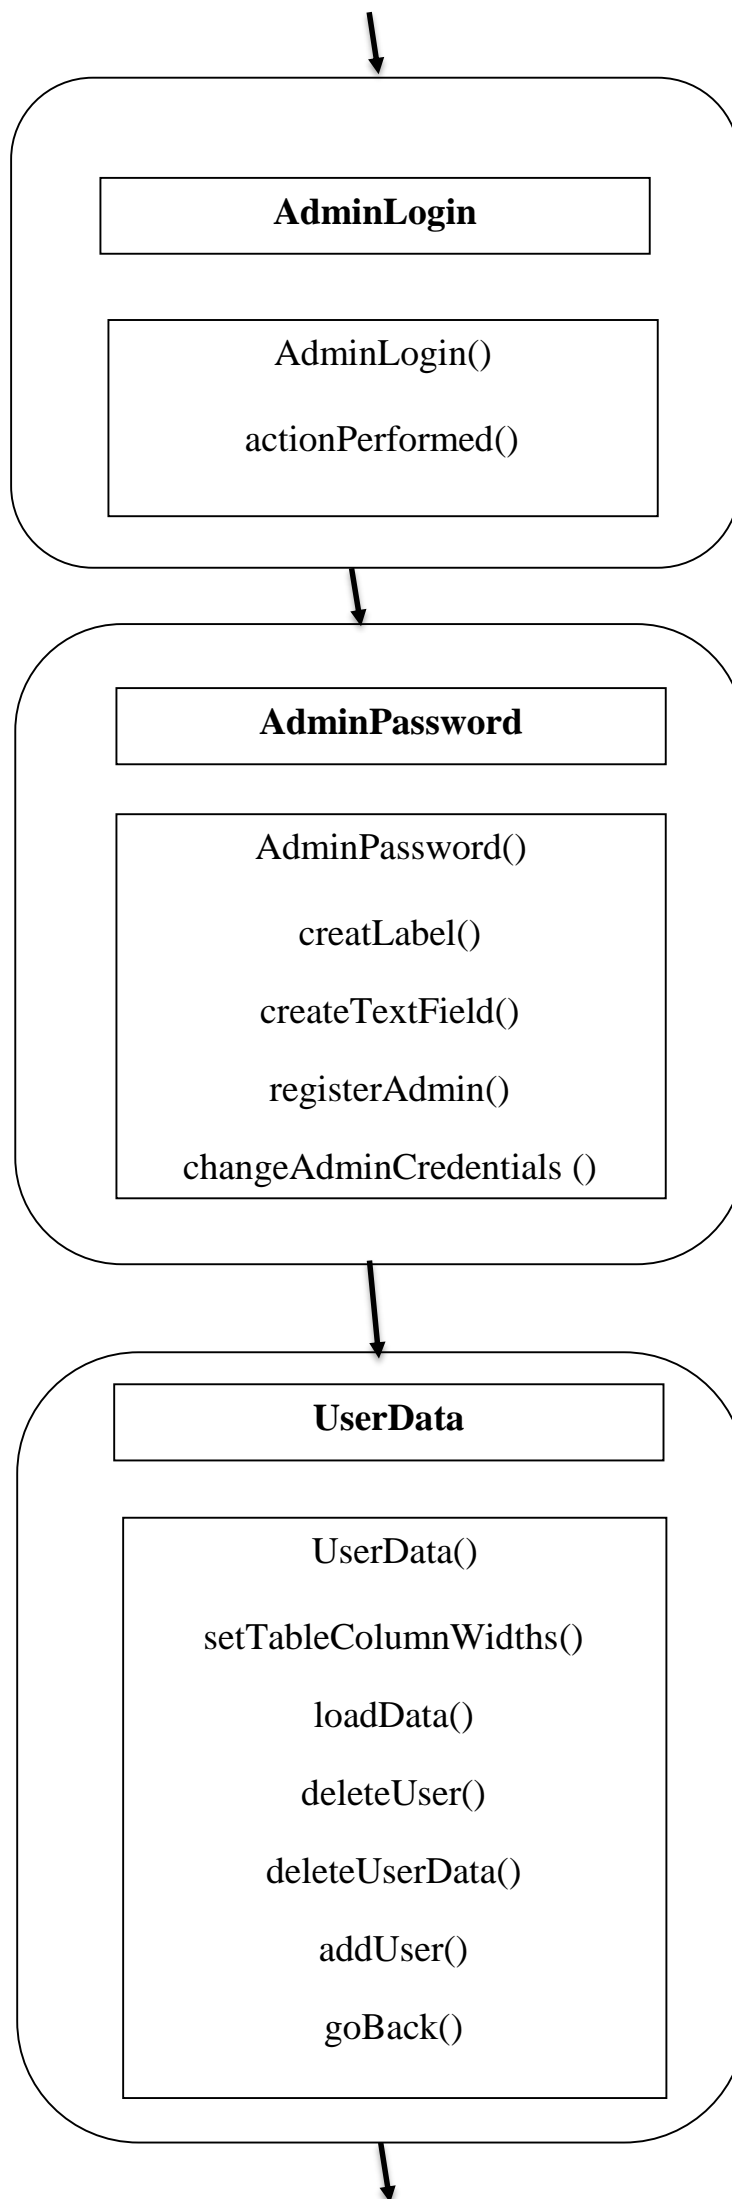 AdminLogin
AdminLogin()
actionPerformed()
AdminPassword
AdminPassword()
creatLabel()
createTextField()
registerAdmin()
changeAdminCredentials ()
UserData
UserData()
setTableColumnWidths()
loadData()
deleteUser()
deleteUserData()
addUser()
goBack()